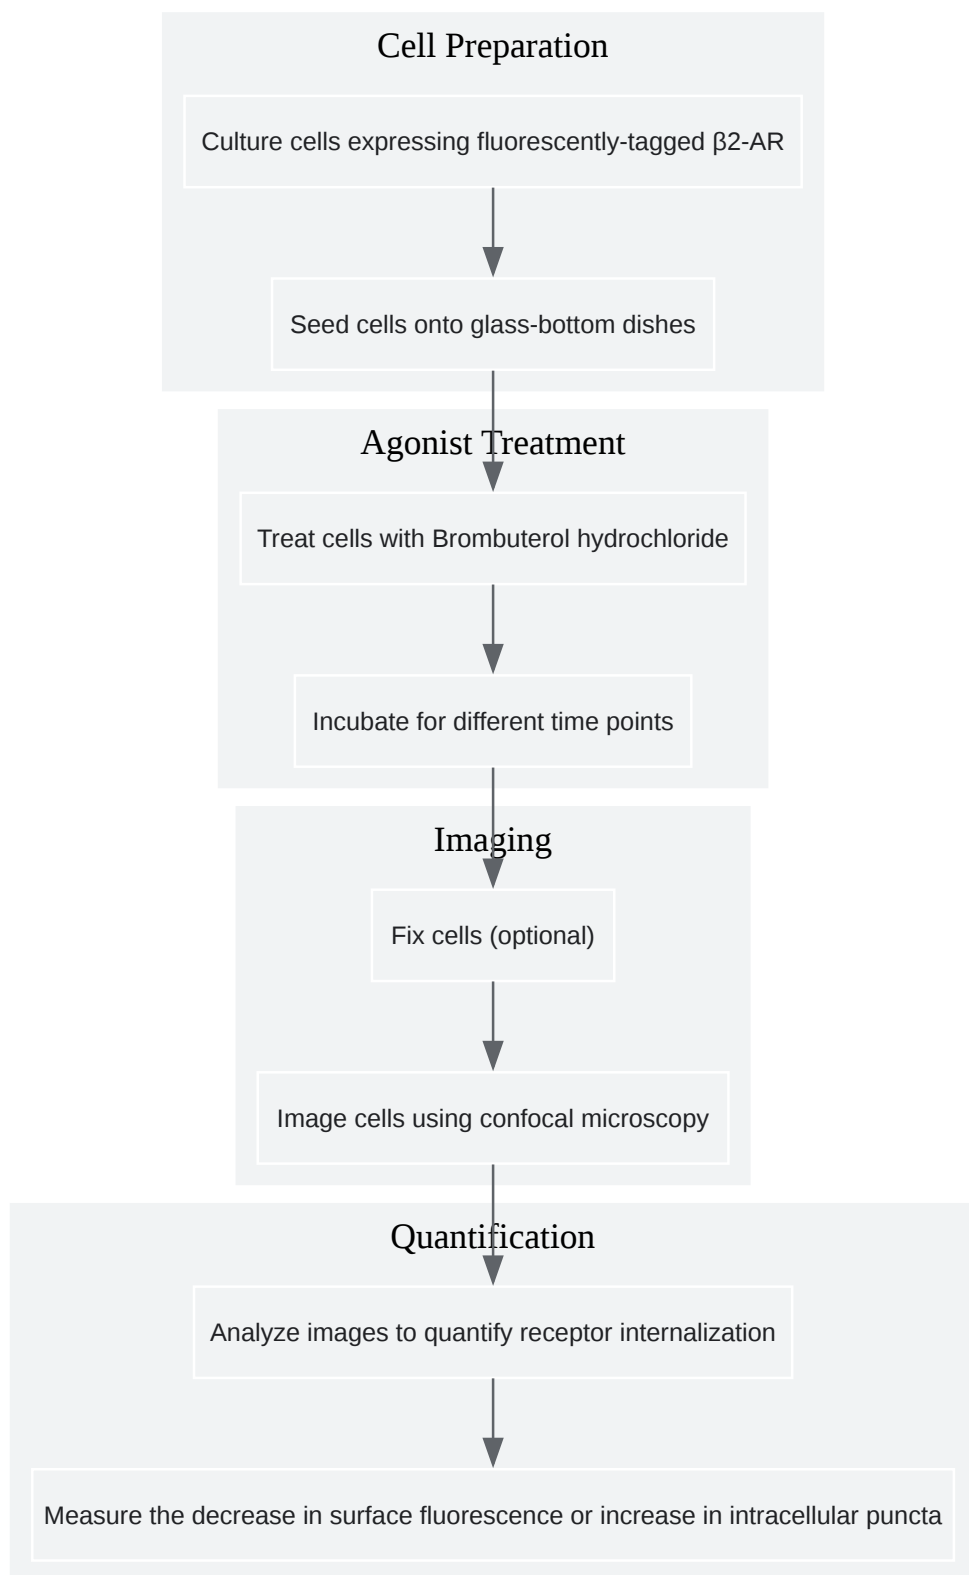 Cell Preparation
Culture cells expressing fluorescently-tagged β2-AR
Seed cells onto glass-bottom dishes
Agonist Treatment
Treat cells with Brombuterol hydrochloride
Incubate for different time points
Imaging
Fix cells (optional)
Image cells using confocal microscopy
Quantification
Analyze images to quantify receptor internalization
Measure the decrease in surface fluorescence or increase in intracellular puncta